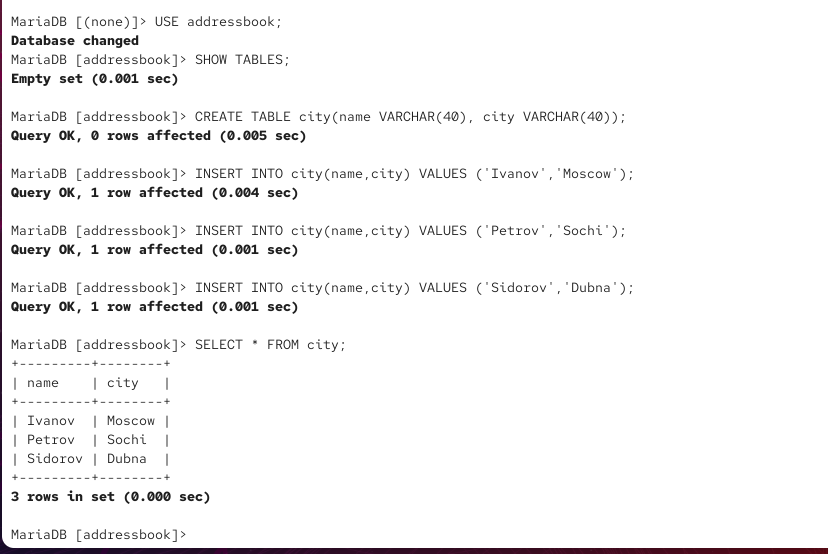 MariaDB [(none)]> USE addressbook;
Database changed
MariaDB [addressbook]> SHOW TABLES;
Empty set (0.001 sec)
MariaDB [addressbook]> CREATE TABLE city(name VARCHAR(40), city VARCHAR(40));
Query OK, 0 rows affected (0.005 sec)
MariaDB [addressbook]> INSERT INTO city(name,city) VALUES ('Ivanov','Moscow');
Query OK, 1 row affected (0.004 sec)
MariaDB [addressbook]> INSERT INTO city(name,city) VALUES ('Petrov','Sochi');
Query OK, 1 row affected (0.001 sec)
MariaDB [addressbook]> INSERT INTO city(name,city) VALUES ('Sidorov','Dubna');
Query OK, 1 row affected (0.001 sec)
MariaDB [addressbook]> SELECT * FROM city;
+---------+--------+
| name    | city   |
+---------+--------+
| Ivanov  | Moscow |
| Petrov  | Sochi  |
| Sidorov | Dubna  |
+---------+--------+
3 rows in set (0.000 sec)
MariaDB [addressbook]>